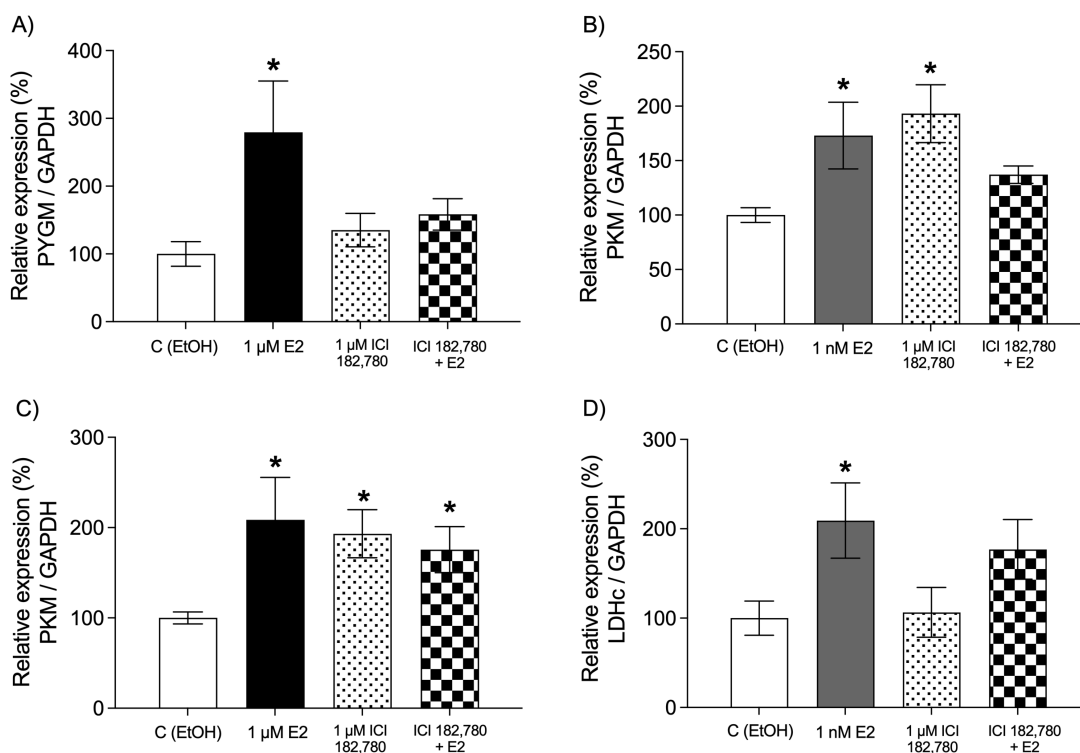 A)
Relative expression (%)
PYGM / GAPDH
400
300
200
100
0
*
C (EtOH)
1 µM E2
1 µM ICI
182,780
ICI 182,780
+ E2
B)
Relative expression (%)
PKM / GAPDH
250
200
150
100
50
0
*
*
C (EtOH)
1 nM E2
1 µM ICI
182,780
ICI 182,780
+ E2
C)
Relative expression (%)
PKM / GAPDH
300
200
100
0
*
*
*
C (EtOH)
1 µM E2
1 µM ICI
182,780
ICI 182,780
+ E2
D)
Relative expression (%)
LDHc / GAPDH
300
200
100
0
*
C (EtOH)
1 nM E2
1 µM ICI
182,780
ICI 182,780
+ E2